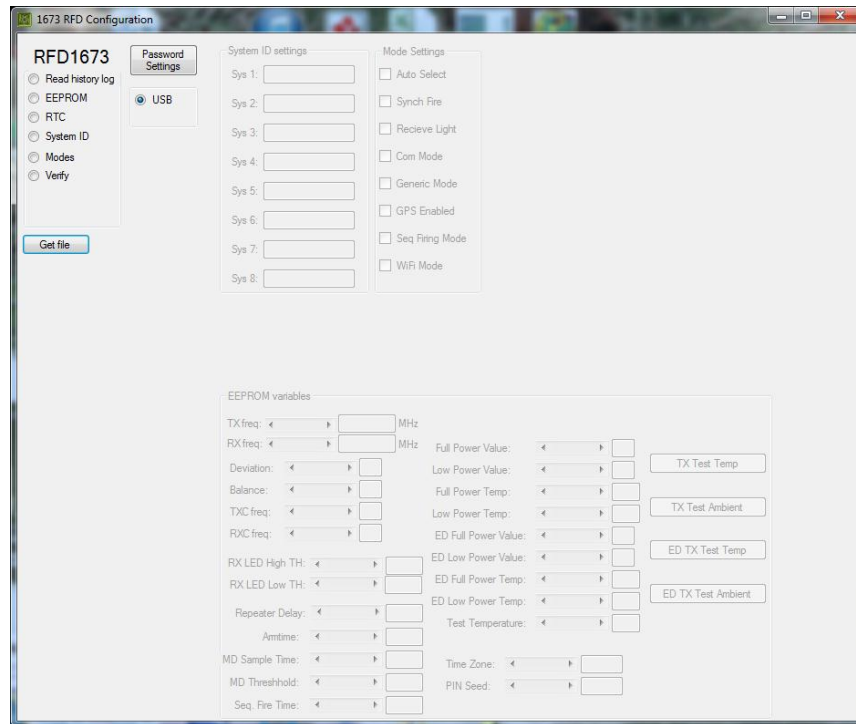 1673 RFD Configuration
RFD1673
Password
Settings
Read history log
EEPROM
RTC
System ID
Modes
Verify
USB
Get file
System ID settings
Sys 1:
Sys 2:
Sys 3:
Sys 4:
Sys 5:
Sys 6:
Sys 7:
Sys 8:
Mode Settings
Auto Select
Synch Fire
Recieve Light
Com Mode
Generic Mode
GPS Enabled
Seq Firing Mode
WiFi Mode
EEPROM variables
TX freq: MHz
RX freq: MHz
Deviation:
Balance:
TXC freq:
RXC freq:
RX LED High TH:
RX LED Low TH:
Repeater Delay:
Armtime:
MD Sample Time:
MD Threshhold:
Seq. Fire Time:
Full Power Value:
Low Power Value:
Full Power Temp:
Low Power Temp:
ED Full Power Value:
ED Low Power Value:
ED Full Power Temp:
ED Low Power Temp:
Test Temperature:
Time Zone:
PIN Seed:
TX Test Temp
TX Test Ambient
ED TX Test Temp
ED TX Test Ambient